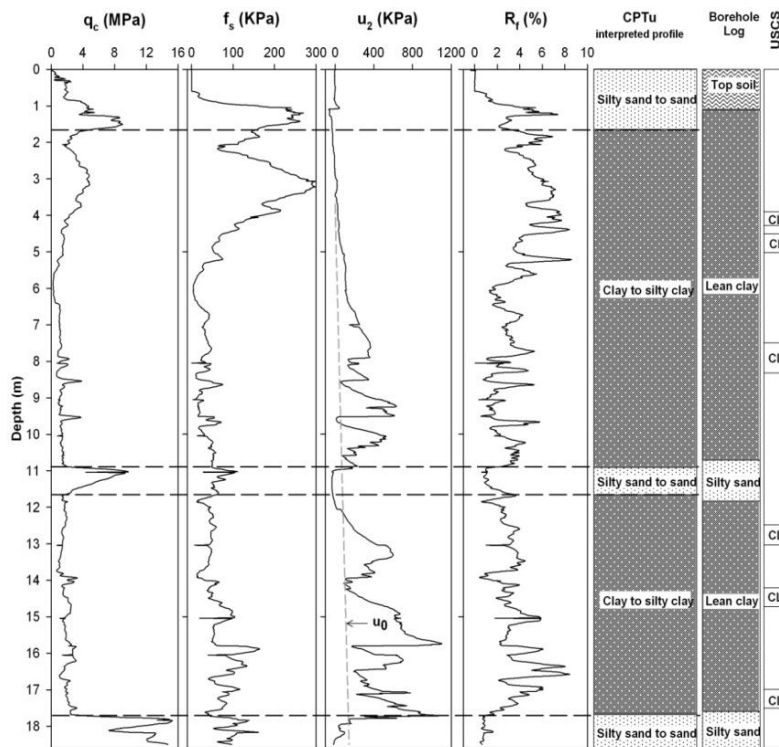 q_c (MPa) f_s (KPa) u_2 (KPa) R_f (%) CPTu interpreted profile Borehole Log USCS
0 4 8 12 16 0 100 200 300 0 400 800 1200 0 2 4 6 8 10
Depth (m)
0
1
2
3
4
5
6
7
8
9
10
11
12
13
14
15
16
17
18
u_0
Silty sand to sand
Clay to silty clay
Silty sand to sand
Clay to silty clay
Silty sand to sand
Top soil
Lean clay
Silty sand
Lean clay
Silty sand
CL